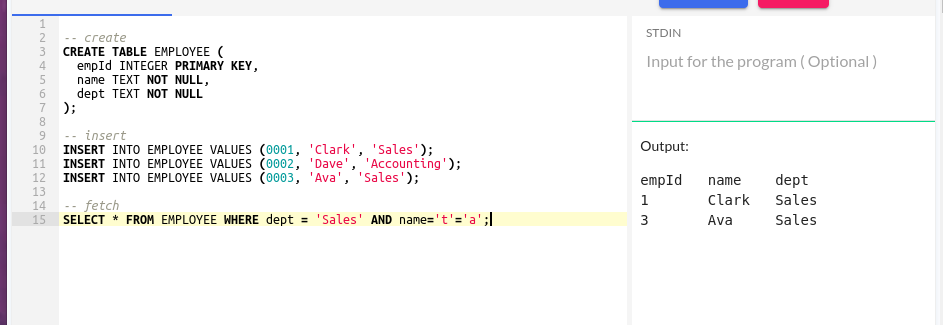 1
2 -- create
3 CREATE TABLE EMPLOYEE (
4   empId INTEGER PRIMARY KEY,
5   name TEXT NOT NULL,
6   dept TEXT NOT NULL
7 );
8
9 -- insert
10 INSERT INTO EMPLOYEE VALUES (0001, 'Clark', 'Sales');
11 INSERT INTO EMPLOYEE VALUES (0002, 'Dave', 'Accounting');
12 INSERT INTO EMPLOYEE VALUES (0003, 'Ava', 'Sales');
13
14 -- fetch
15 SELECT * FROM EMPLOYEE WHERE dept = 'Sales' AND name='t'='a';
STDIN
Input for the program ( Optional )
Output:
empId name dept
1 Clark Sales
3 Ava Sales